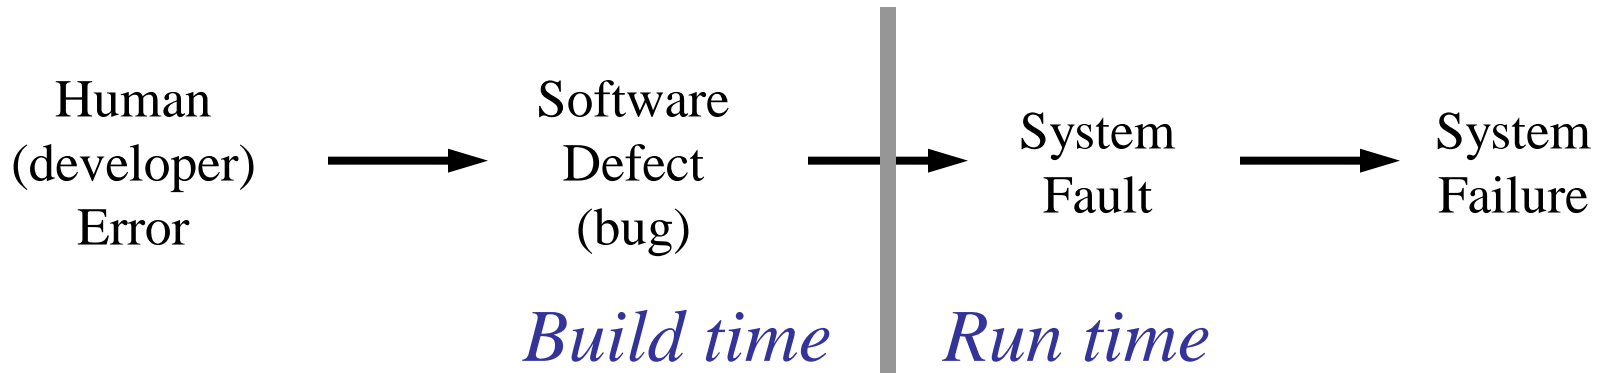 Human
(developer)
Error
Software
Defect
(bug)
System
Fault
System
Failure
Build time
Run time